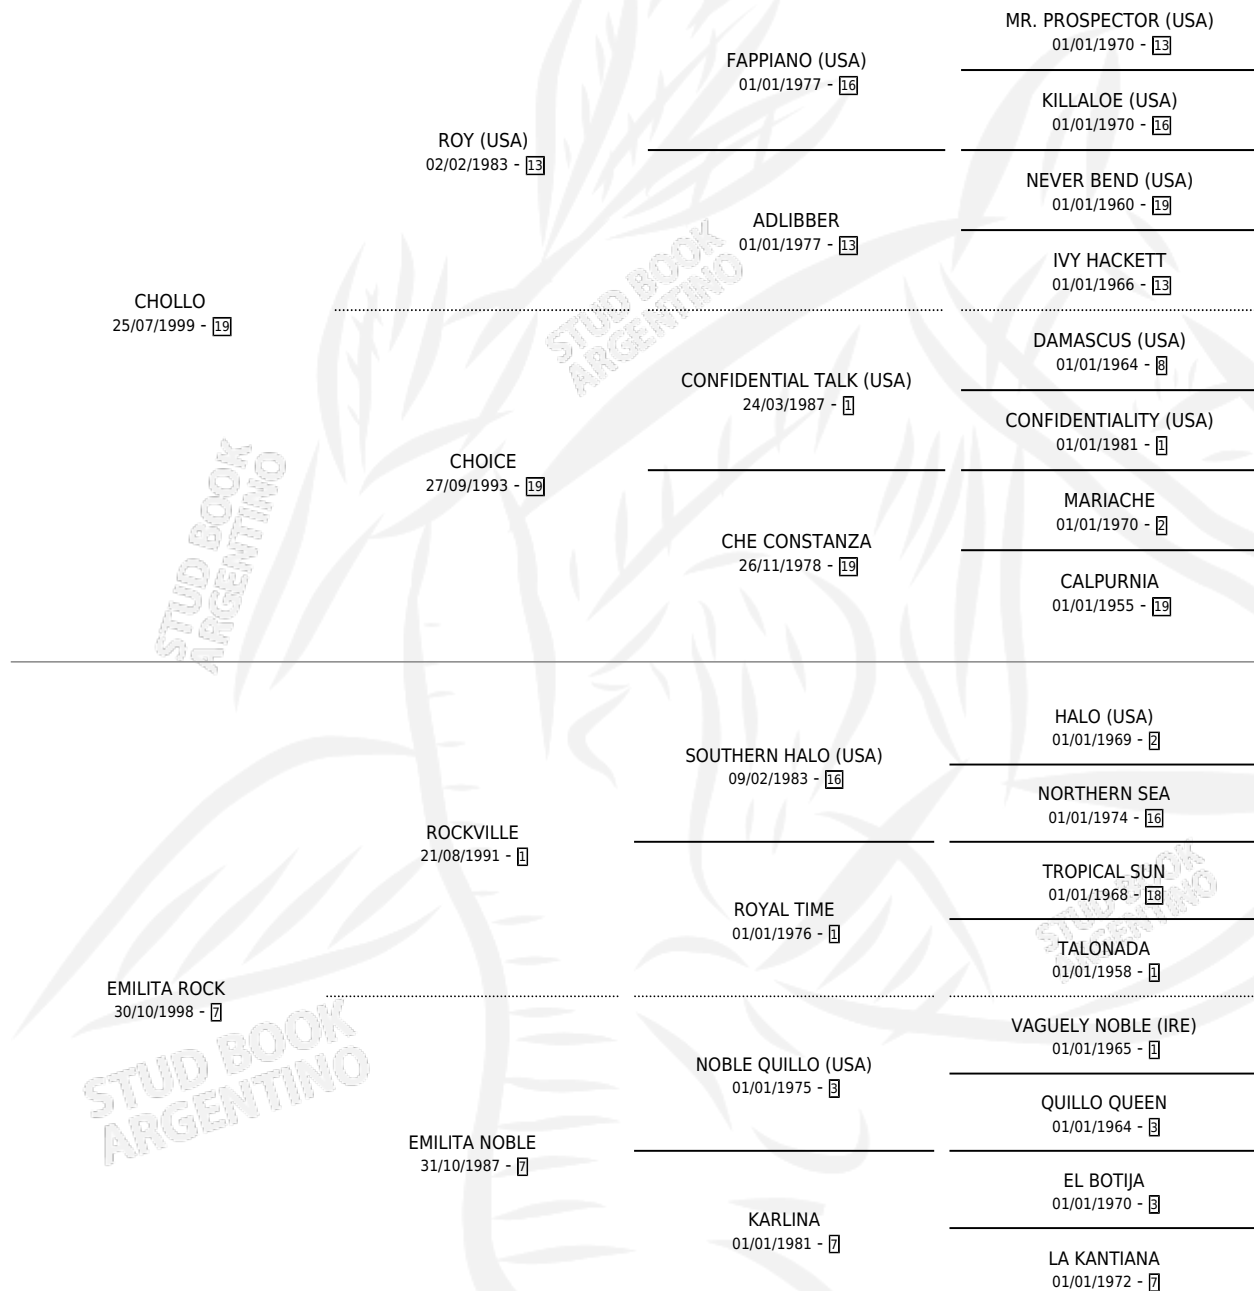 MR. PROSPECTOR (USA)
01/01/1970 - 13
FAPPIANO (USA)
01/01/1977 - 16
KILLALOE (USA)
01/01/1970 - 16
ROY (USA)
02/02/1983 - 13
NEVER BEND (USA)
01/01/1960 - 19
ADLIBBER
01/01/1977 - 13
IVY HACKETT
01/01/1966 - 13
CHOLLO
25/07/1999 - 19
DAMASCUS (USA)
01/01/1964 - 8
CONFIDENTIAL TALK (USA)
24/03/1987 - 1
CONFIDENTIALITY (USA)
01/01/1981 - 1
CHOICE
27/09/1993 - 19
MARIACHE
01/01/1970 - 2
CHE CONSTANZA
26/11/1978 - 19
CALPURNIA
01/01/1955 - 19
HALO (USA)
01/01/1969 - 2
SOUTHERN HALO (USA)
09/02/1983 - 16
NORTHERN SEA
01/01/1974 - 16
ROCKVILLE
21/08/1991 - 1
TROPICAL SUN
01/01/1968 - 18
ROYAL TIME
01/01/1976 - 1
TALONADA
01/01/1958 - 1
EMILITA ROCK
30/10/1998 - 7
VAGUELY NOBLE (IRE)
01/01/1965 - 1
NOBLE QUILLO (USA)
01/01/1975 - 3
QUILLO QUEEN
01/01/1964 - 3
EMILITA NOBLE
31/10/1987 - 7
EL BOTIJA
01/01/1970 - 3
KARLINA
01/01/1981 - 7
LA KANTIANA
01/01/1972 - 7
STUD BOOK
ARGENTINO
STUD BOOK
ARGENTINO
STUD BOOK
ARGENTINO
STUD BOOK
ARGENTINO